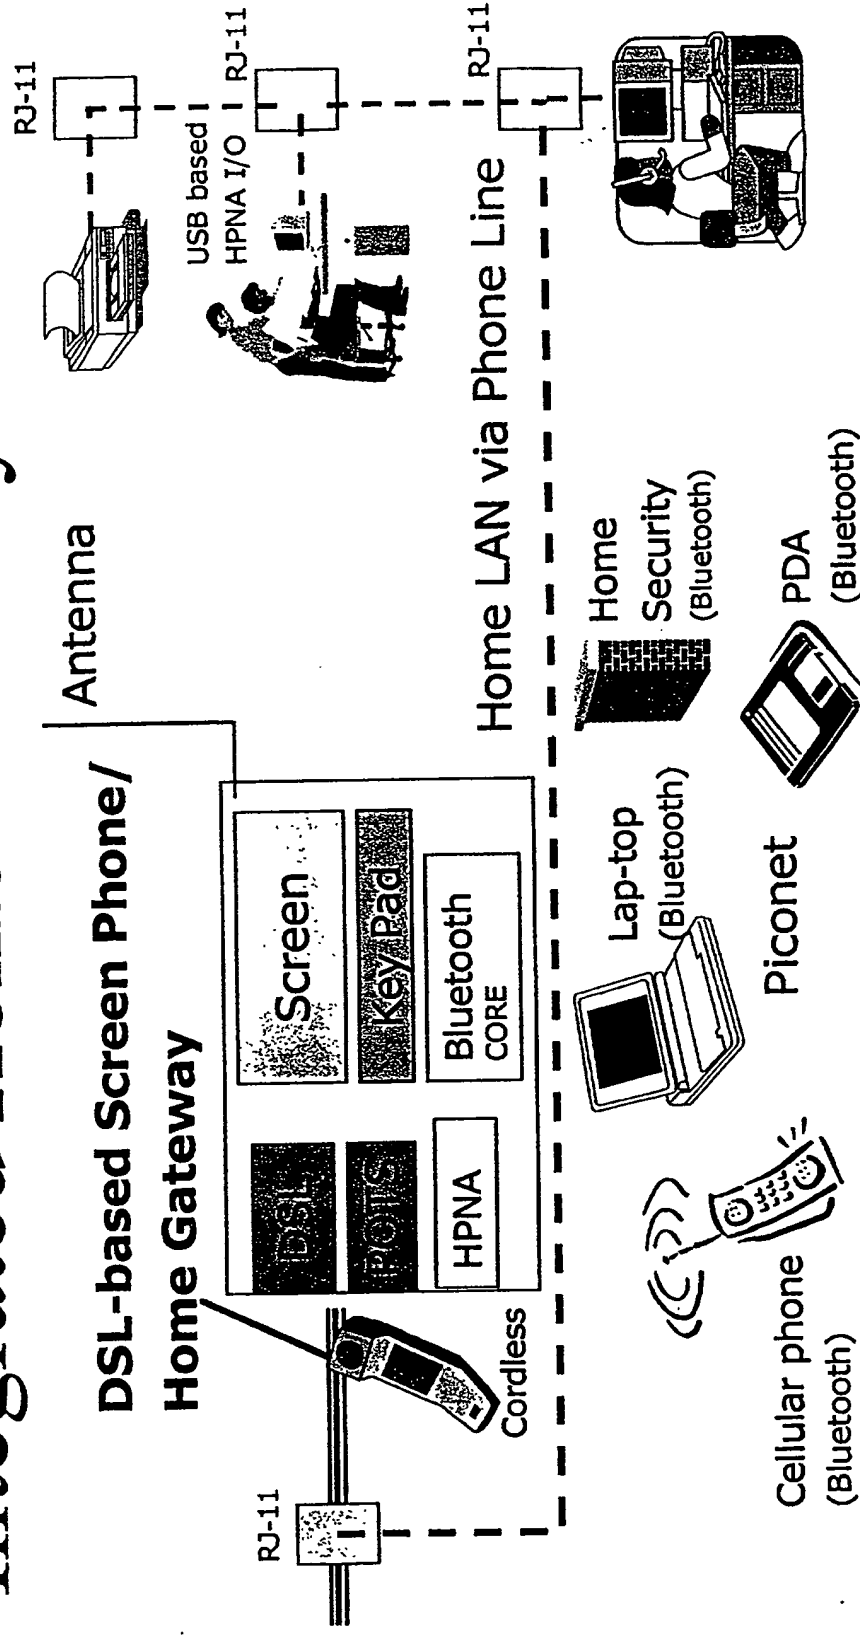 DSL-based Screen Phone/
Home Gateway
Antenna
RJ-11
RJ-11
RJ-11
RJ-11
USB based
HPNA I/O
DSL
POTS
HPNA
Screen
Key Pad
Bluetooth
CORE
Cordless
Home LAN via Phone Line
Cellular phone
(Bluetooth)
Lap-top
(Bluetooth)
Piconet
Home
Security
(Bluetooth)
PDA
(Bluetooth)